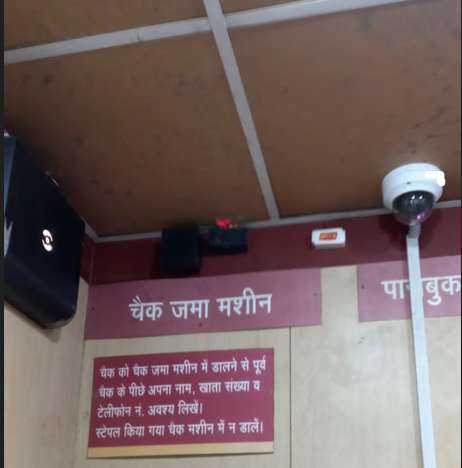 चैक जमा मशीन
चैक को चैक जमा मशीन में डालने से पूर्व
चैक के पीछे अपना नाम, खाता संख्या व
टेलीफोन नं. अवश्य लिखें।
स्टेपल किया गया चैक मशीन में न डालें।